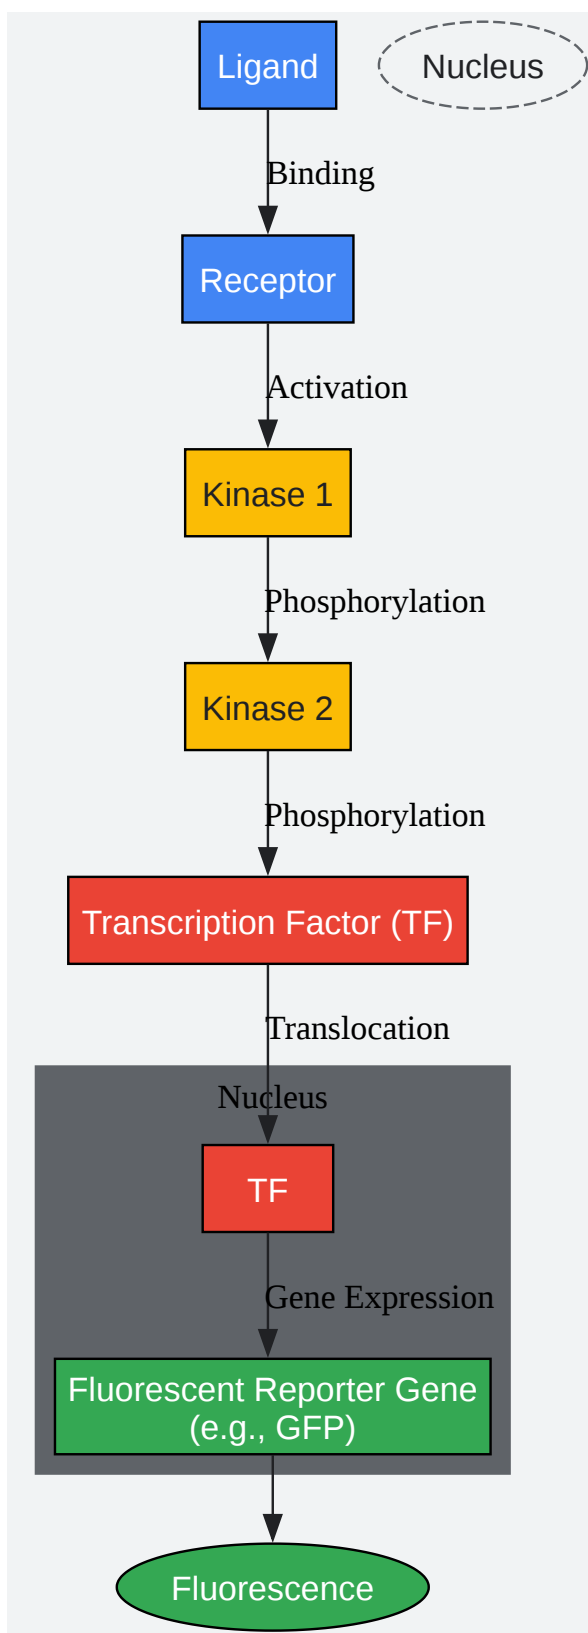 Ligand
Nucleus
Binding
Receptor
Activation
Kinase 1
Phosphorylation
Kinase 2
Phosphorylation
Transcription Factor (TF)
Translocation
Nucleus
TF
Gene Expression
Fluorescent Reporter Gene
(e.g., GFP)
Fluorescence